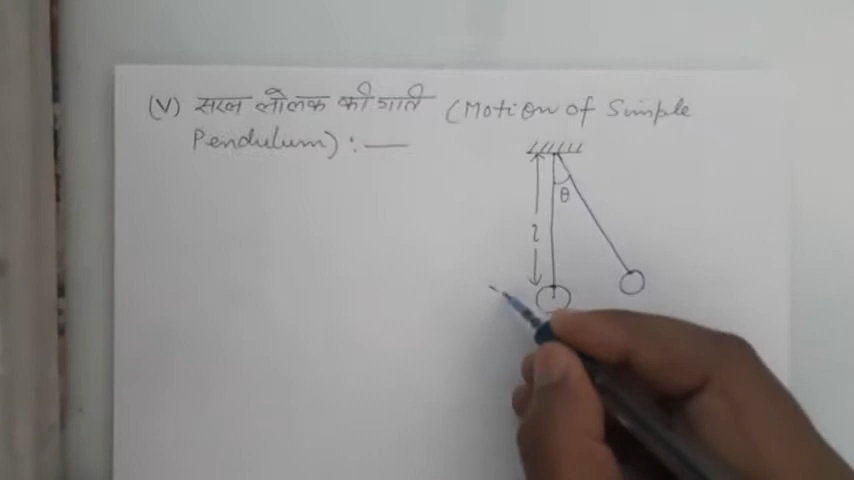 (V) सरल लोलक की गति (Motion of Simple
Pendulum) : —
θ
l